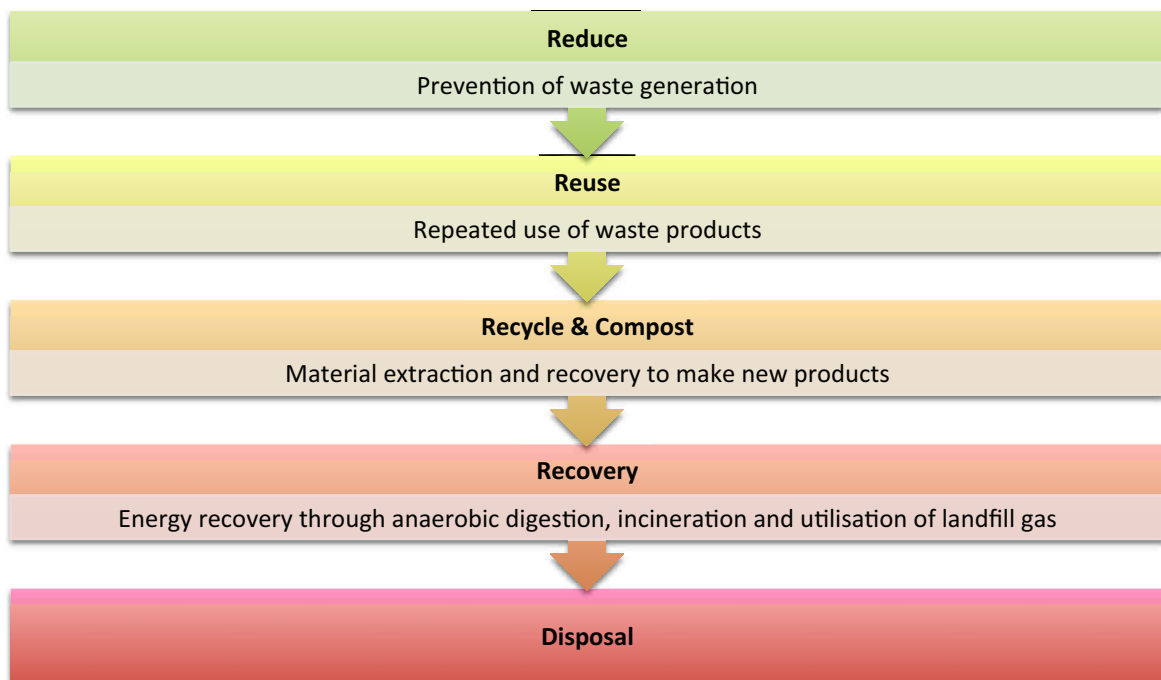 Reduce
Prevention of waste generation
Reuse
Repeated use of waste products
Recycle & Compost
Material extraction and recovery to make new products
Recovery
Energy recovery through anaerobic digestion, incineration and utilisation of landfill gas
Disposal